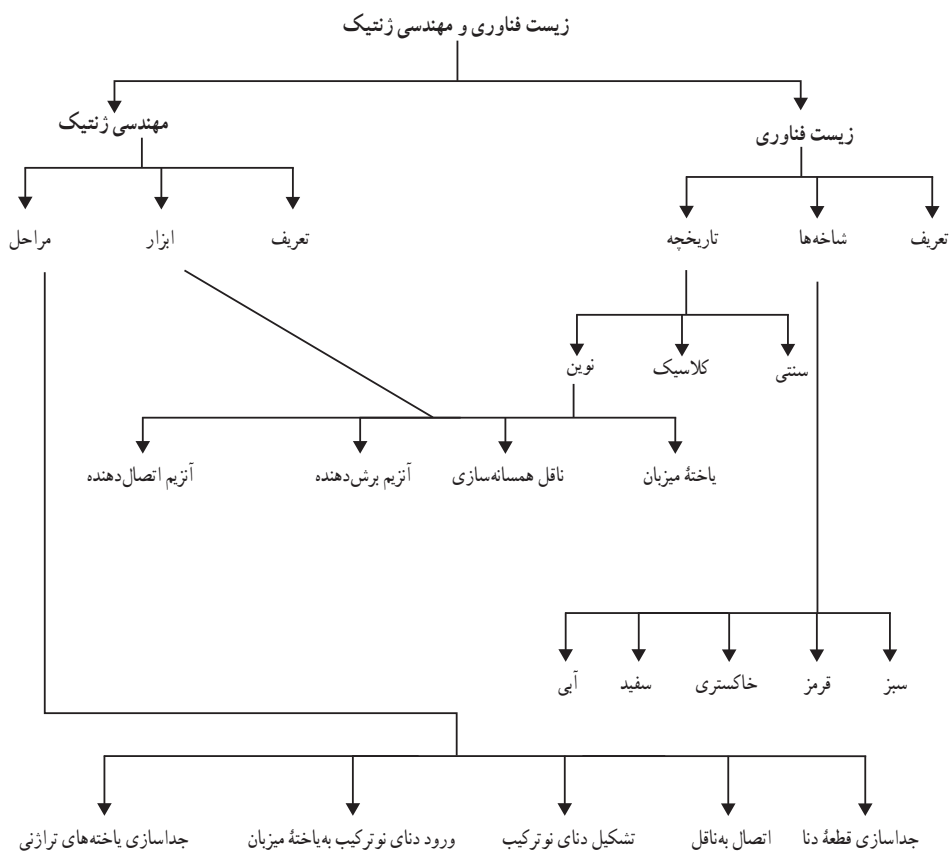 زیست فناوری و مهندسی ژنتیک
زیست فناوری
مهندسی ژنتیک
تعریف
شاخه‌ها
تاریخچه
تعریف
ابزار
مراحل
سنتی
کلاسیک
نوین
یاختهٔ میزبان
ناقل همسانه‌سازی
آنزیم برش‌دهنده
آنزیم اتصال‌دهنده
سبز
قرمز
خاکستری
سفید
آبی
جداسازی قطعهٔ دنا
اتصال به‌ناقل
تشکیل دنای نوترکیب
ورود دنای نوترکیب به‌یاختهٔ میزبان
جداسازی یاخته‌های تراژنی